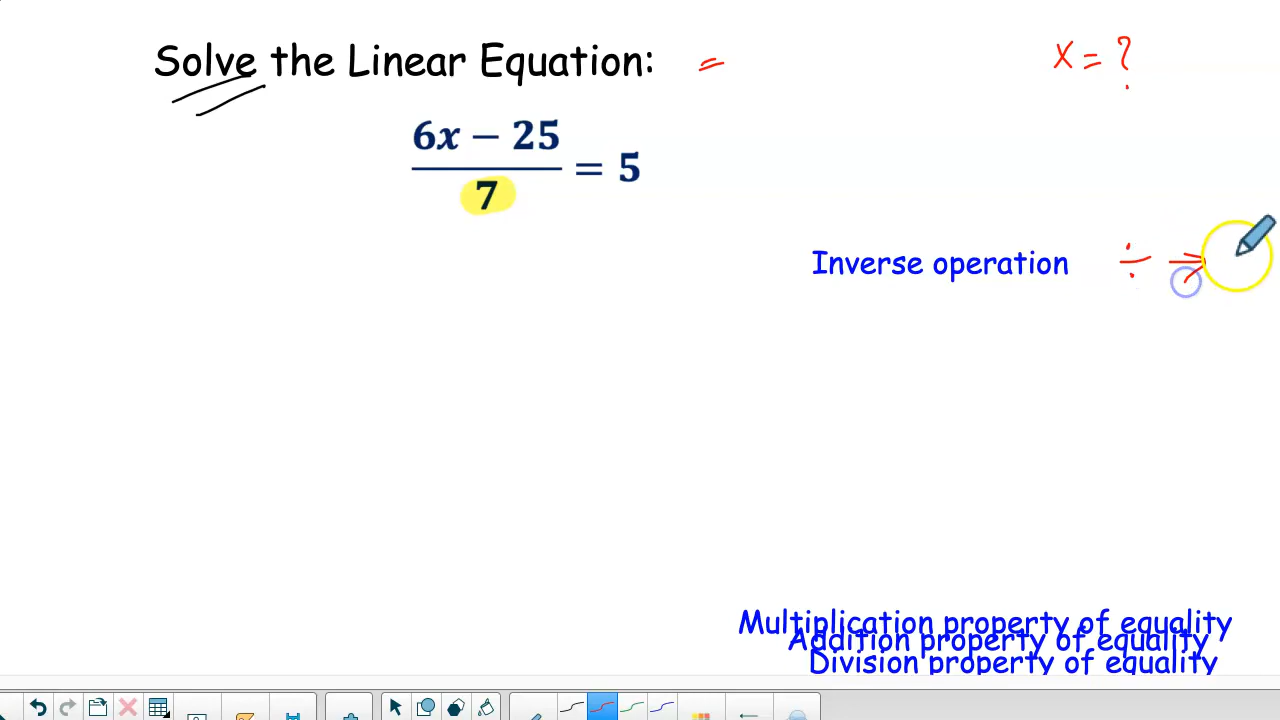 Solve the Linear Equation: =
x = ?
6x − 25
7
= 5
Inverse operation ÷ ⇒
Multiplication property of equality
Addition property of equality
Division property of equality